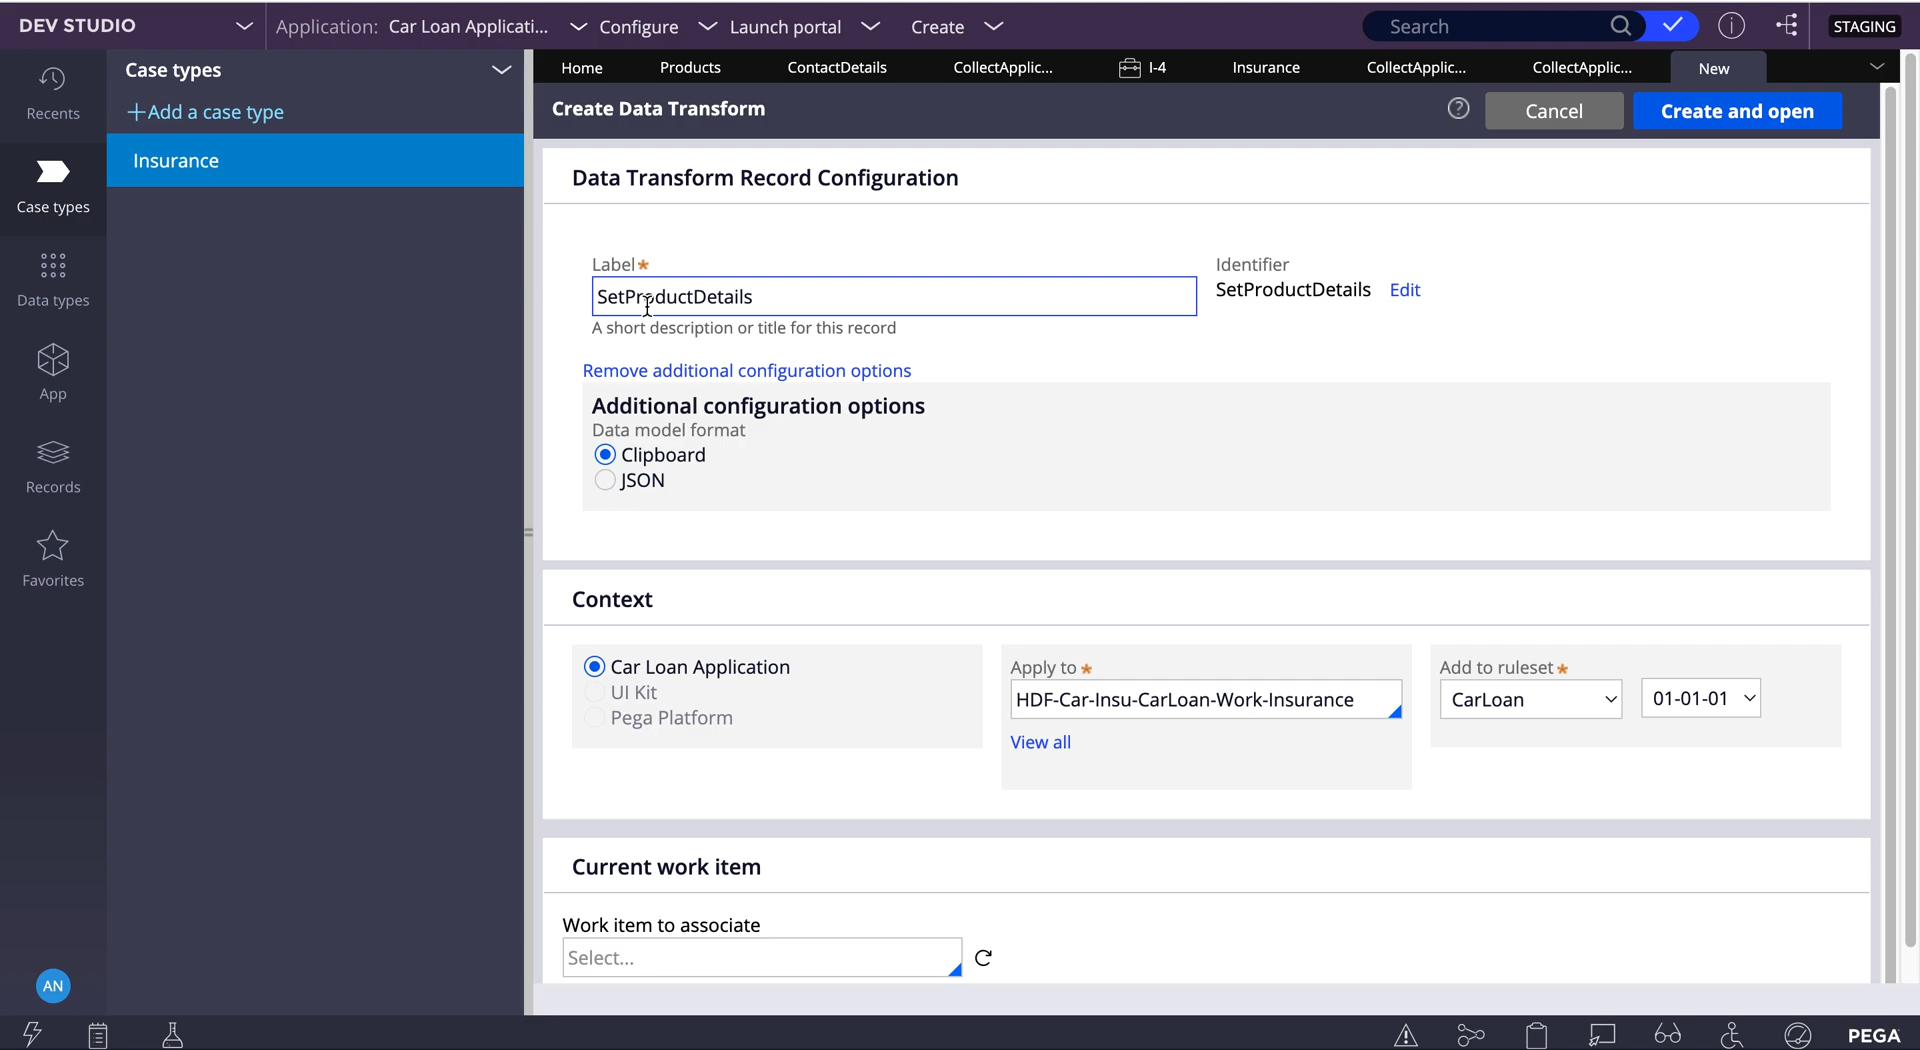 DEV STUDIO
Application: Car Loan Applicati...
Configure
Launch portal
Create
Search
STAGING
Recents
Case types
Data types
App
Records
Favorites
AN
Case types
+Add a case type
Insurance
Home
Products
ContactDetails
CollectApplic...
I-4
Insurance
CollectApplic...
CollectApplic...
New
Create Data Transform
Cancel
Create and open
Data Transform Record Configuration
Label*
SetProductDetails
A short description or title for this record
Identifier
SetProductDetails Edit
Remove additional configuration options
Additional configuration options
Data model format
Clipboard
JSON
Context
Car Loan Application
UI Kit
Pega Platform
Apply to *
HDF-Car-Insu-CarLoan-Work-Insurance
View all
Add to ruleset*
CarLoan
01-01-01
Current work item
Work item to associate
Select...
PEGA